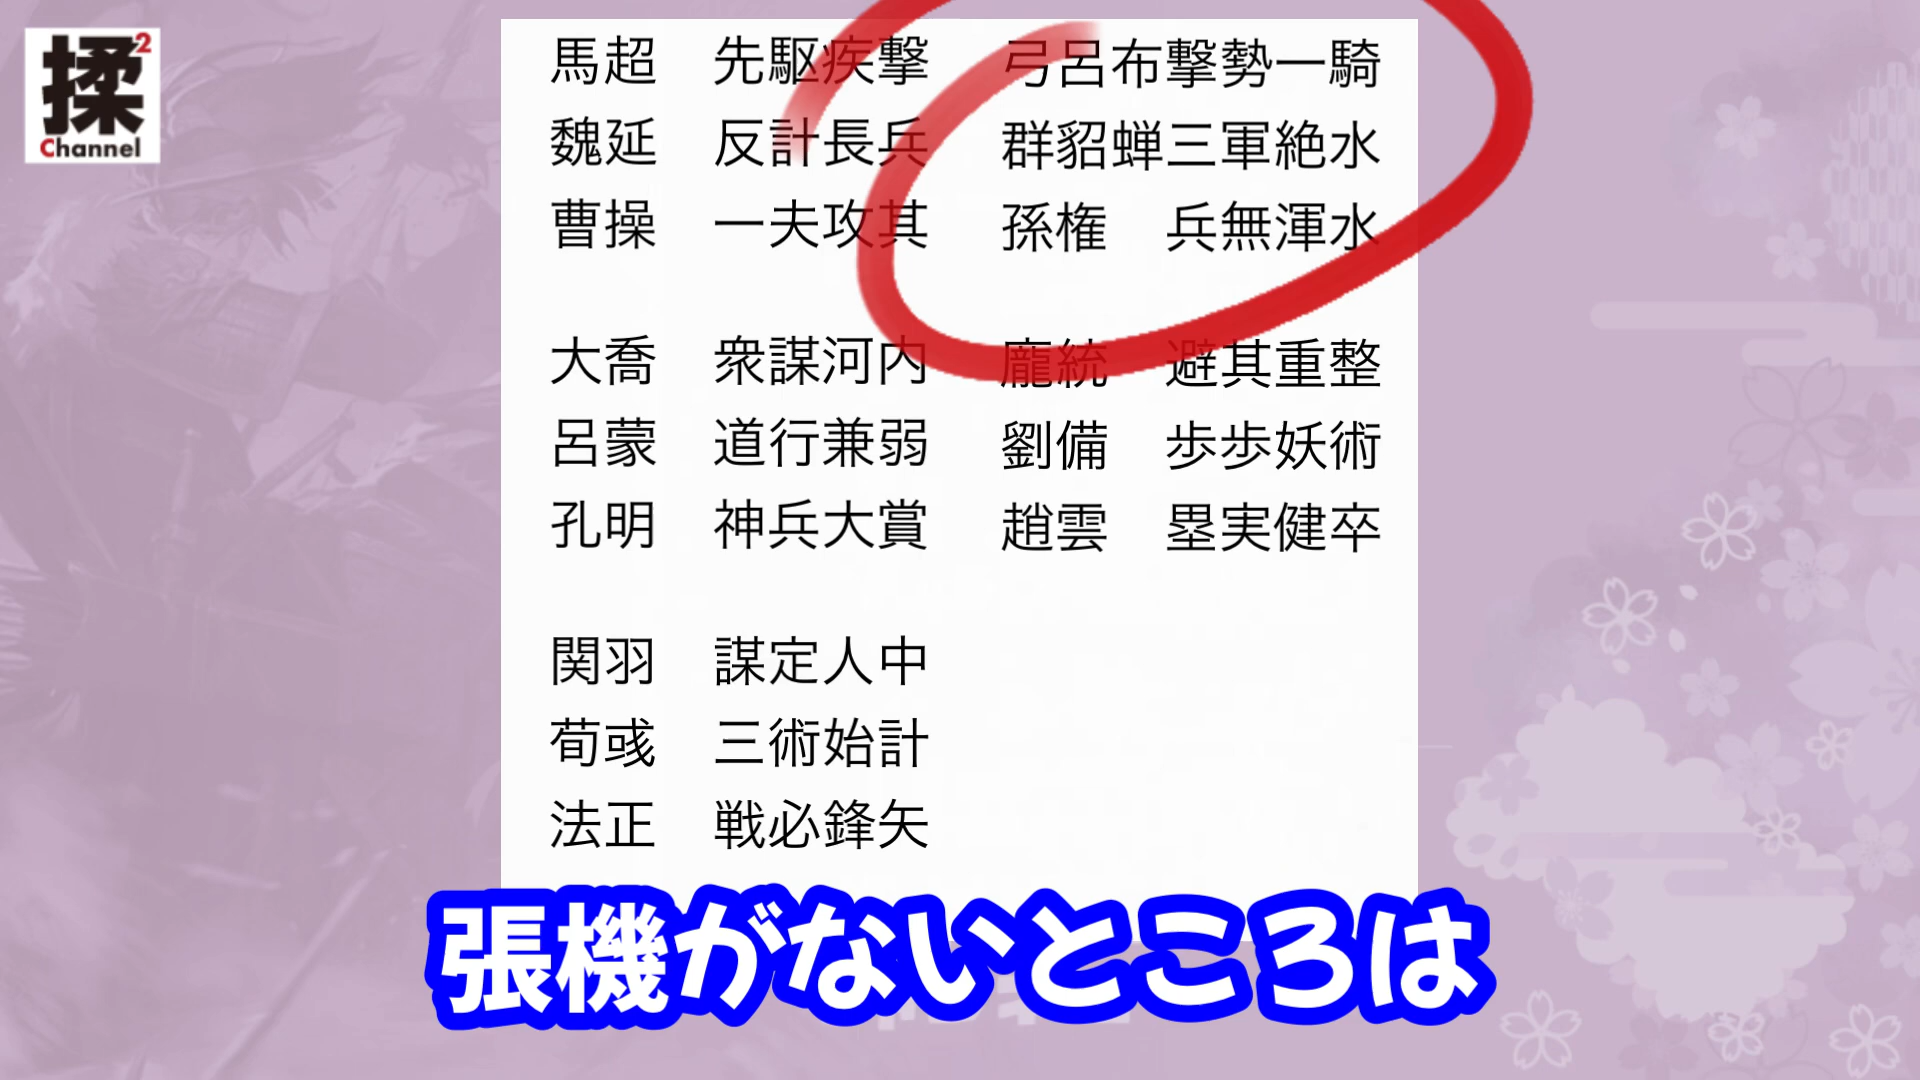 揉2
Channel
馬超　先駆疾撃
魏延　反計長兵
曹操　一夫攻其
大喬　衆謀河内
呂蒙　道行兼弱
孔明　神兵大賞
関羽　謀定人中
荀彧　三術始計
法正　戦必鋒矢
弓呂布撃勢一騎
群貂蝉三軍絶水
孫権　兵無渾水
龐統　避其重整
劉備　歩歩妖術
趙雲　塁実健卒
張機がないところは